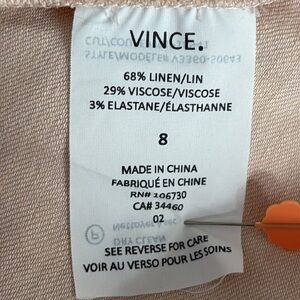 VINCE.
68% LINEN/LIN
29% VISCOSE/VISCOSE
3% ELASTANE/ÉLASTHANNE
8
MADE IN CHINA
FABRIQUÉ EN CHINE
RN# 106730
CA# 34460
02
SEE REVERSE FOR CARE
VOIR AU VERSO POUR LES SOINS